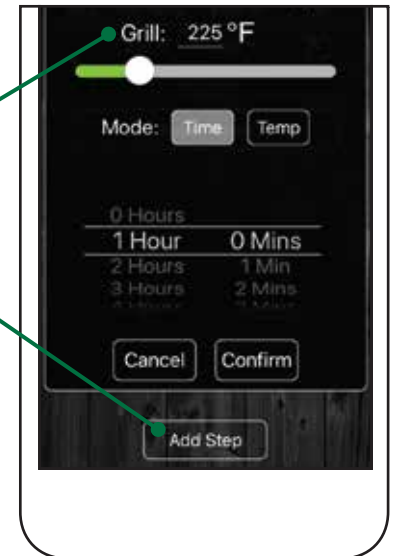 Grill: 225 °F
Mode: Time Temp
0 Hours
1 Hour 0 Mins
2 Hours 1 Min
3 Hours 2 Mins
Cancel Confirm
Add Step